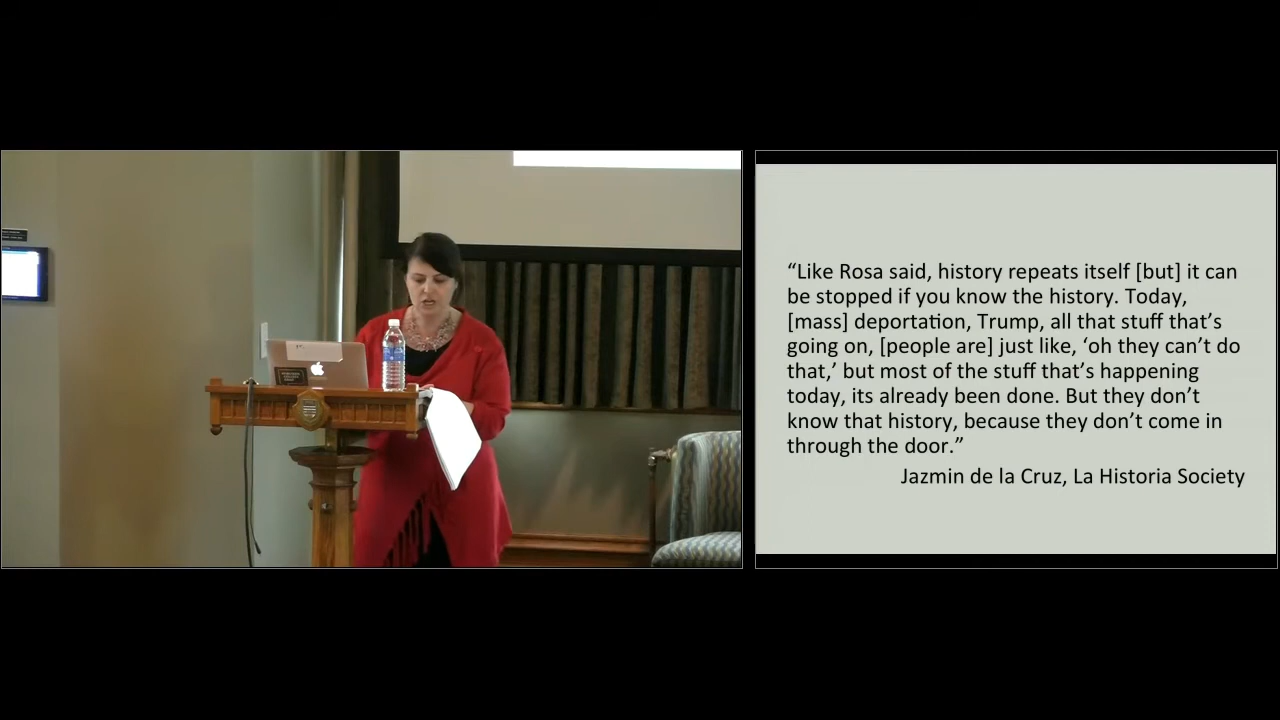 “Like Rosa said, history repeats itself [but] it can
be stopped if you know the history. Today,
[mass] deportation, Trump, all that stuff that’s
going on, [people are] just like, ‘oh they can’t do
that,’ but most of the stuff that’s happening
today, its already been done. But they don’t
know that history, because they don’t come in
through the door.”
Jazmin de la Cruz, La Historia Society